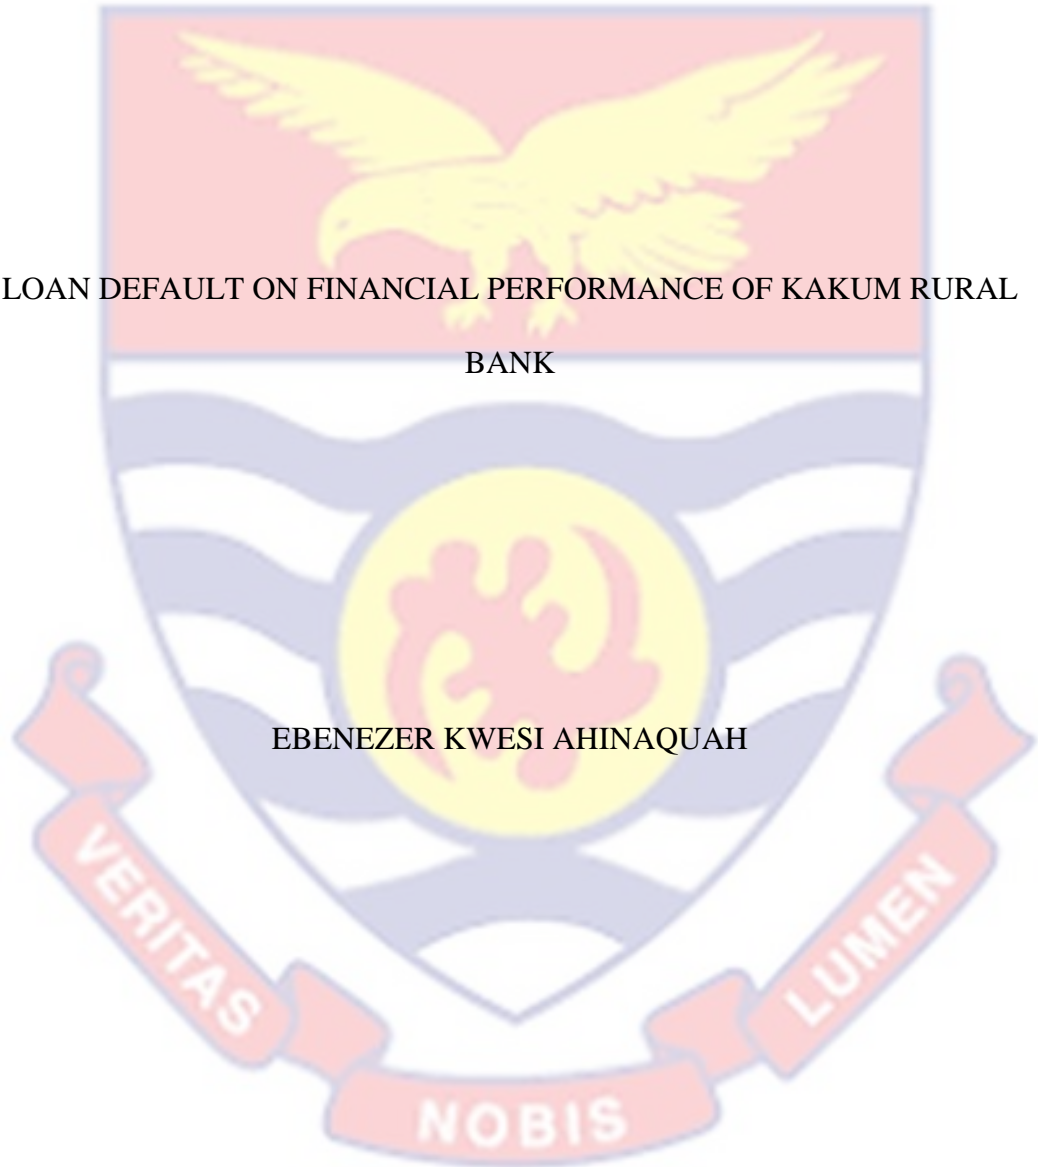 LOAN DEFAULT ON FINANCIAL PERFORMANCE OF KAKUM RURAL
BANK
EBENEZER KWESI AHINAQUAH
VERITAS
NOBIS
LUMEN